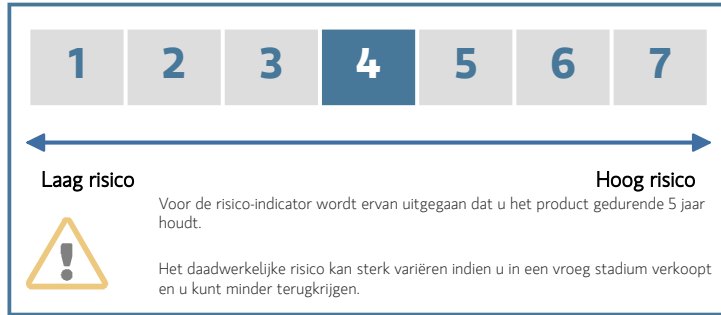 1 2 3 4 5 6 7
Laag risico Hoog risico
Voor de risico-indicator wordt ervan uitgegaan dat u het product gedurende 5 jaar
houdt.
Het daadwerkelijke risico kan sterk variëren indien u in een vroeg stadium verkoopt
en u kunt minder terugkrijgen.